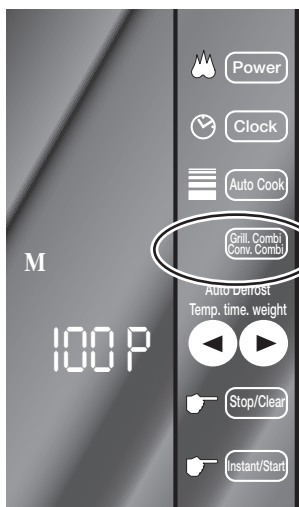 Power
Clock
Auto Cook
Grill. Combi
Conv. Combi
M
Auto Defrost
Temp. time. weight
100 P
Stop/Clear
Instant/Start